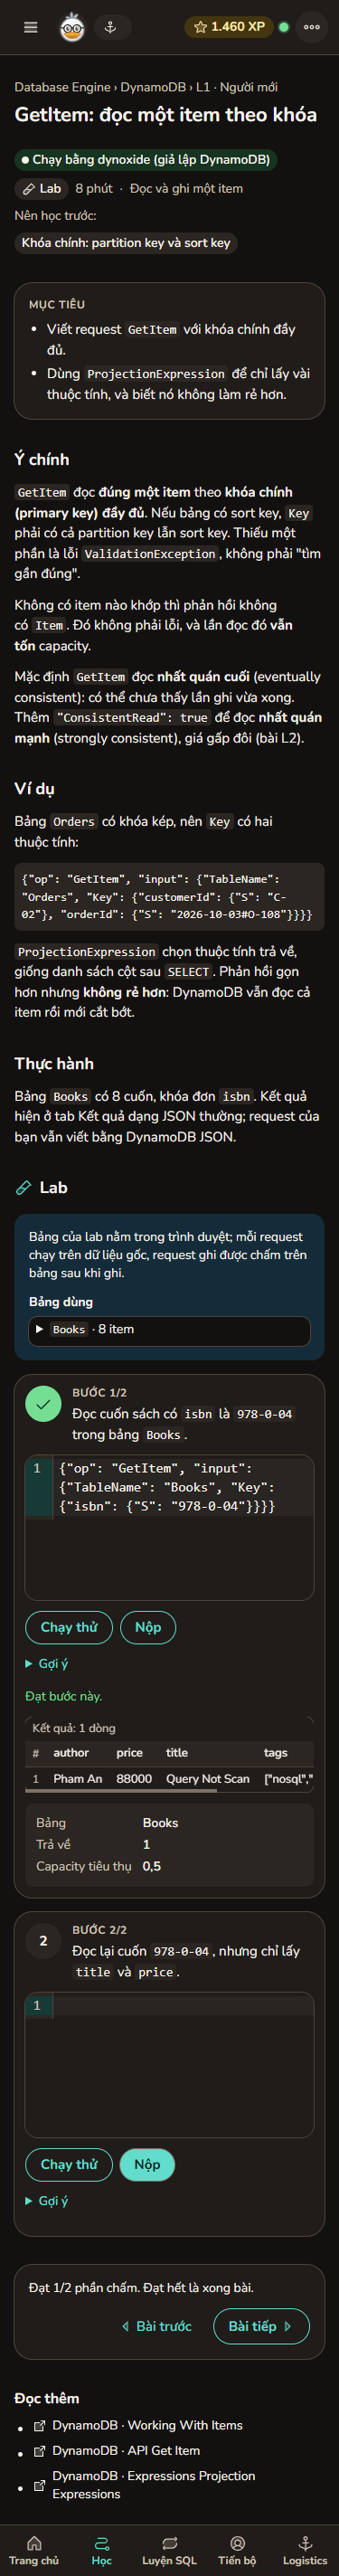 1.460 XP
Database Engine › DynamoDB › L1 · Người mới
GetItem: đọc một item theo khóa
Chạy bằng dynoxide (giả lập DynamoDB)
Lab 8 phút · Đọc và ghi một item
Nên học trước:
Khóa chính: partition key và sort key
MỤC TIÊU
• Viết request GetItem với khóa chính đầy
đủ.
• Dùng ProjectionExpression để chỉ lấy vài
thuộc tính, và biết nó không làm rẻ hơn.
Ý chính
GetItem đọc đúng một item theo khóa chính
(primary key) đầy đủ. Nếu bảng có sort key, Key
phải có cả partition key lẫn sort key. Thiếu một
phần là lỗi ValidationException, không phải "tìm
gần đúng".
Không có item nào khớp thì phản hồi không
có Item. Đó không phải lỗi, và lần đọc đó vẫn
tốn capacity.
Mặc định GetItem đọc nhất quán cuối (eventually
consistent): có thể chưa thấy lần ghi vừa xong.
Thêm "ConsistentRead": true để đọc nhất quán
mạnh (strongly consistent), giá gấp đôi (bài L2).
Ví dụ
Bảng Orders có khóa kép, nên Key có hai
thuộc tính:
{"op": "GetItem", "input": {"TableName":
"Orders", "Key": {"customerId": {"S": "C-
02"}, "orderId": {"S": "2026-10-03#O-108"}}}}
ProjectionExpression chọn thuộc tính trả về,
giống danh sách cột sau SELECT. Phản hồi gọn
hơn nhưng không rẻ hơn: DynamoDB vẫn đọc cả
item rồi mới cắt bớt.
Thực hành
Bảng Books có 8 cuốn, khóa đơn isbn. Kết quả
hiện ở tab Kết quả dạng JSON thường; request của
bạn vẫn viết bằng DynamoDB JSON.
Lab
Bảng của lab nằm trong trình duyệt; mỗi request
chạy trên dữ liệu gốc, request ghi được chấm trên
bảng sau khi ghi.
Bảng dùng
Books · 8 item
BƯỚC 1/2
Đọc cuốn sách có isbn là 978-0-04
trong bảng Books.
1 {"op": "GetItem", "input":
{"TableName": "Books", "Key":
{"isbn": {"S": "978-0-04"}}}}
Chạy thử Nộp
Gợi ý
Đạt bước này.
Kết quả: 1 dòng
# author price title tags
1 Pham An 88000 Query Not Scan ["nosql","
Bảng Books
Trả về 1
Capacity tiêu thụ 0,5
2 BƯỚC 2/2
Đọc lại cuốn 978-0-04, nhưng chỉ lấy
title và price.
1
Chạy thử Nộp
Gợi ý
Đạt 1/2 phần chấm. Đạt hết là xong bài.
Bài trước Bài tiếp
Đọc thêm
• DynamoDB · Working With Items
• DynamoDB · API Get Item
• DynamoDB · Expressions Projection
Expressions
Trang chủ Học Luyện SQL Tiến bộ Logistics